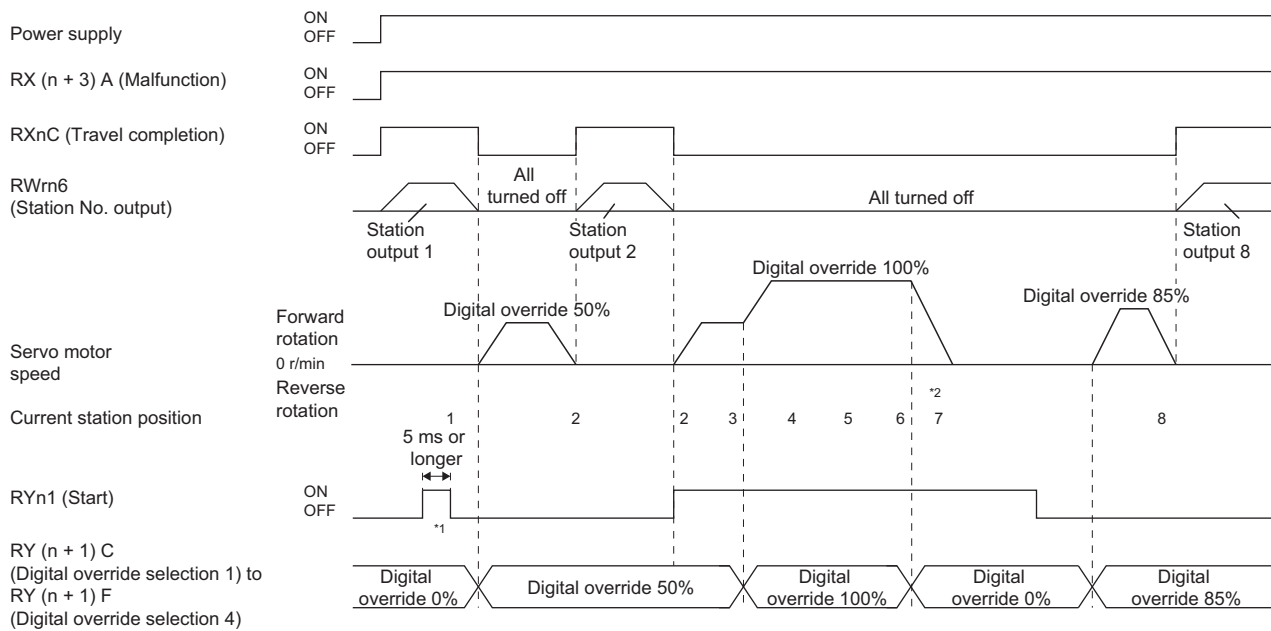 Power supply
ON
OFF
RX (n + 3) A (Malfunction)
ON
OFF
RXnC (Travel completion)
ON
OFF
RWrn6
(Station No. output)
All
turned off
All turned off
Station
output 1
Station
output 2
Station
output 8
Digital override 100%
Digital override 50%
Digital override 85%
Forward
rotation
Servo motor
speed
0 r/min
Reverse
rotation
*2
Current station position
1 2 2 3 4 5 6 7 8
5 ms or
longer
RYn1 (Start)
ON
OFF
*1
RY (n + 1) C
(Digital override selection 1) to
RY (n + 1) F
(Digital override selection 4)
Digital
override 0%
Digital override 50%
Digital
override 100%
Digital
override 0%
Digital
override 85%